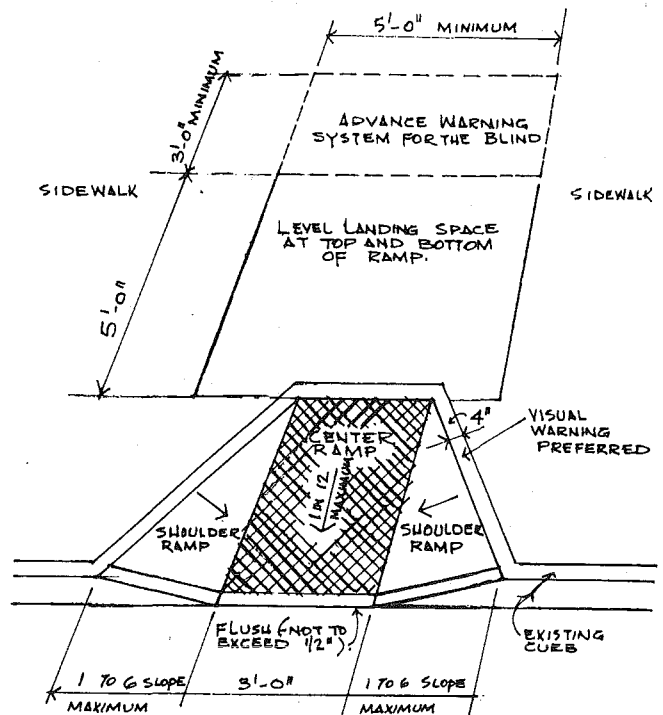 5'-0" MINIMUM
3'-0" MINIMUM
ADVANCE WARNING
SYSTEM FOR THE BLIND
SIDEWALK
SIDEWALK
LEVEL LANDING SPACE
AT TOP AND BOTTOM
OF RAMP.
5'-0"
4"
VISUAL
WARNING
PREFERRED
CENTER
RAMP
1 IN 12
MAXIMUM
SHOULDER
RAMP
SHOULDER
RAMP
FLUSH (NOT TO
EXCEED 1/2")
EXISTING
CURB
1 TO 6 SLOPE
MAXIMUM
3'-0"
1 TO 6 SLOPE
MAXIMUM